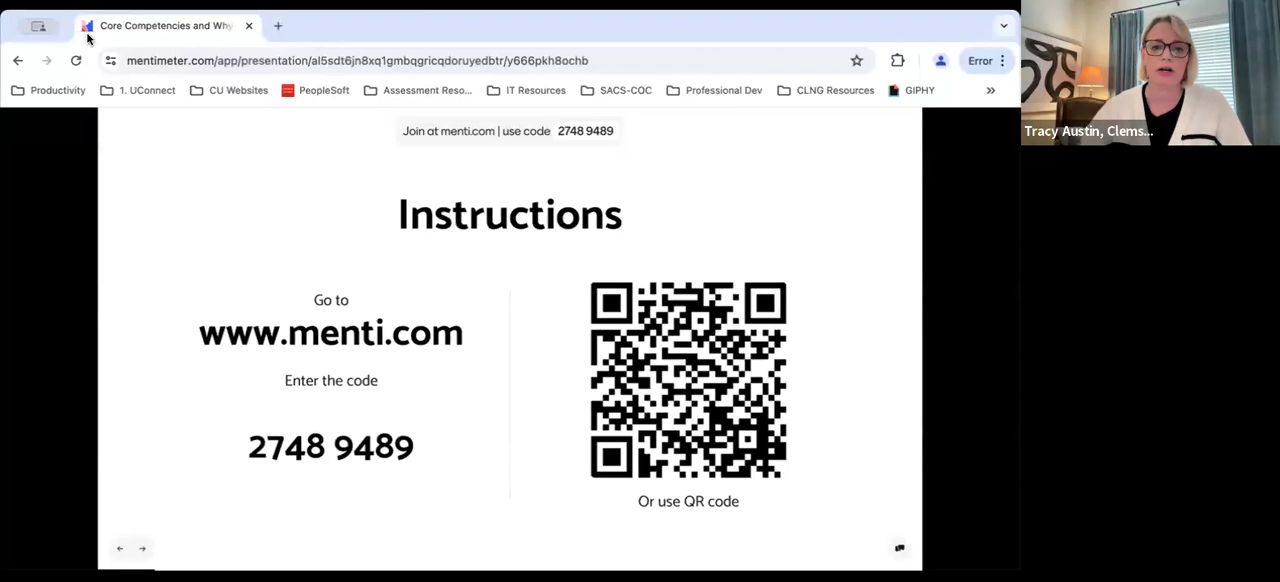 Core Competencies and Why
mentimeter.com/app/presentation/al5sdt6jn8xq1gmbqgricqdzruyedbtr/y666pkh8ochb
Error
Productivity
1. UConnect
CU Websites
PeopleSoft
Assessment Reso...
IT Resources
SACS-COC
Professional Dev
CLNG Resources
GIPHY
Tracy Austin, Clems...
Join at menti.com | use code 2748 9489
Instructions
Go to
www.menti.com
Enter the code
2748 9489
Or use QR code